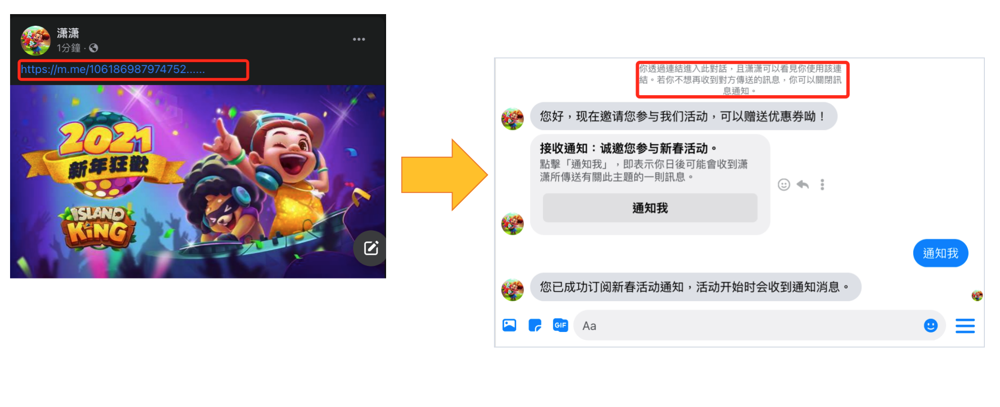 潇潇
1分鐘 ·
https://m.me/106186987974752......
2021
新年狂歡
ISLAND
KING
你透過連結進入此對話，且潇潇可以看見你使用該連
結。若你不想再收到對方傳送的訊息，你可以關閉訊
息通知。
您好，现在邀请您参与我们活动，可以赠送优惠券呦！
接收通知：诚邀您参与新春活动。
點擊「通知我」，即表示你日後可能會收到潇
潇所傳送有關此主題的一則訊息。
通知我
通知我
您已成功订阅新春活动通知，活动开始时会收到通知消息。
GIF
Aa